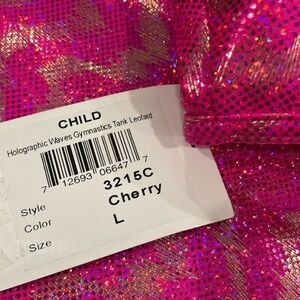 CHILD
Holographic Waves Gymnastics Tank Leotard
7 12693 06647 7
Style 3215C
Color Cherry
Size L